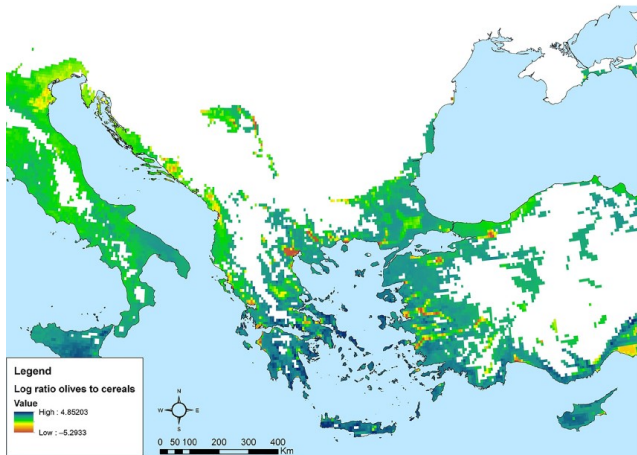 Legend
Log ratio olives to cereals
Value
High : 4.85203
Low : –5.2933
N
W E
S
0 50 100 200 300 400
Km